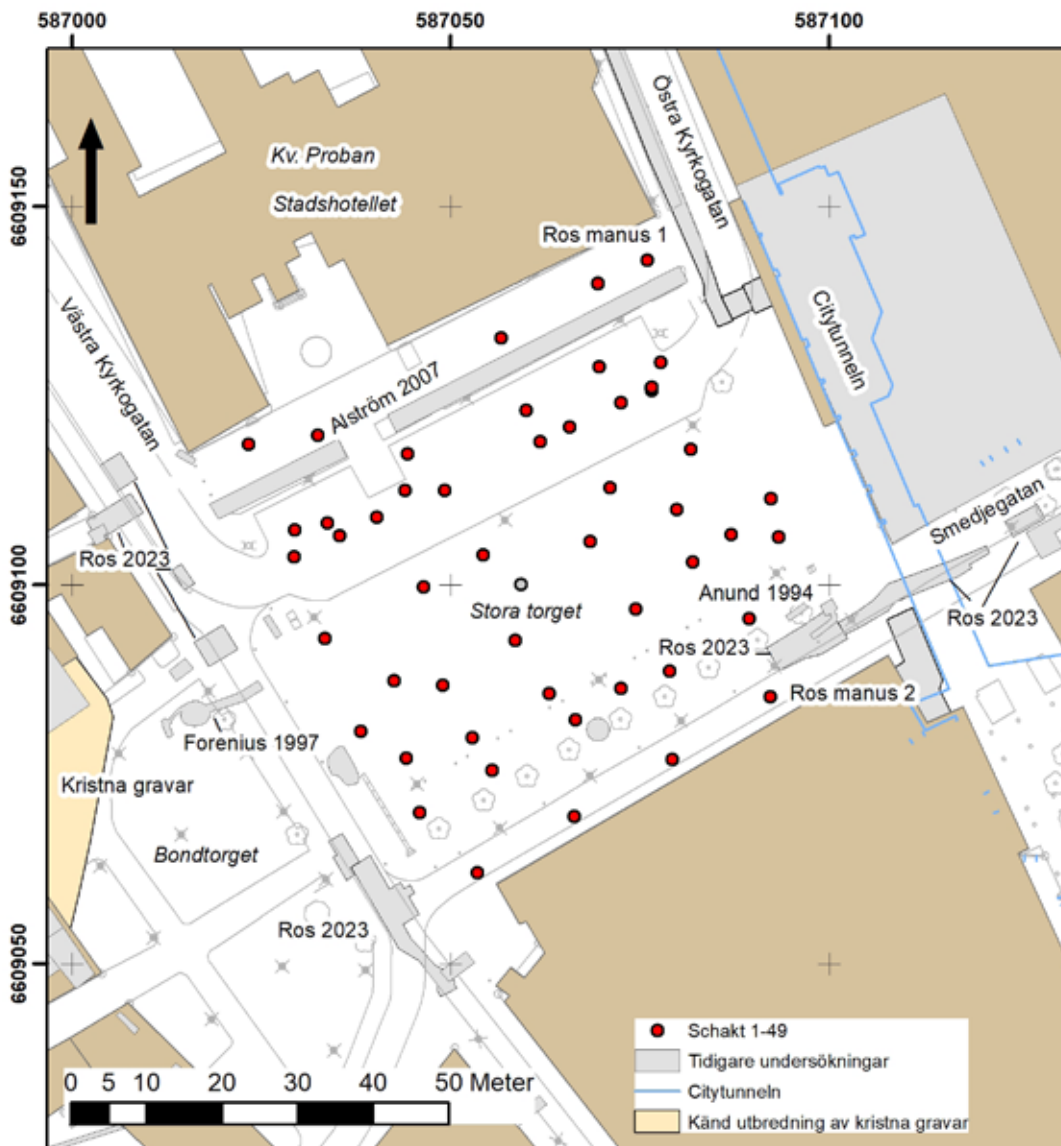 587000
587050
587100
6609150
6609100
6609050
Kv. Proban
Stadshotellet
Östra Kyrkogatan
Ros manus 1
Västra Kyrkogatan
Citytunneln
Alström 2007
Smedjegatan
Ros 2023
Stora torget
Anund 1994
Ros 2023
Ros 2023
Ros manus 2
Forenius 1997
Kristna gravar
Bondtorget
Ros 2023
0 5 10 20 30 40 50 Meter
Schakt 1-49
Tidigare undersökningar
Citytunneln
Känd utbredning av kristna gravar